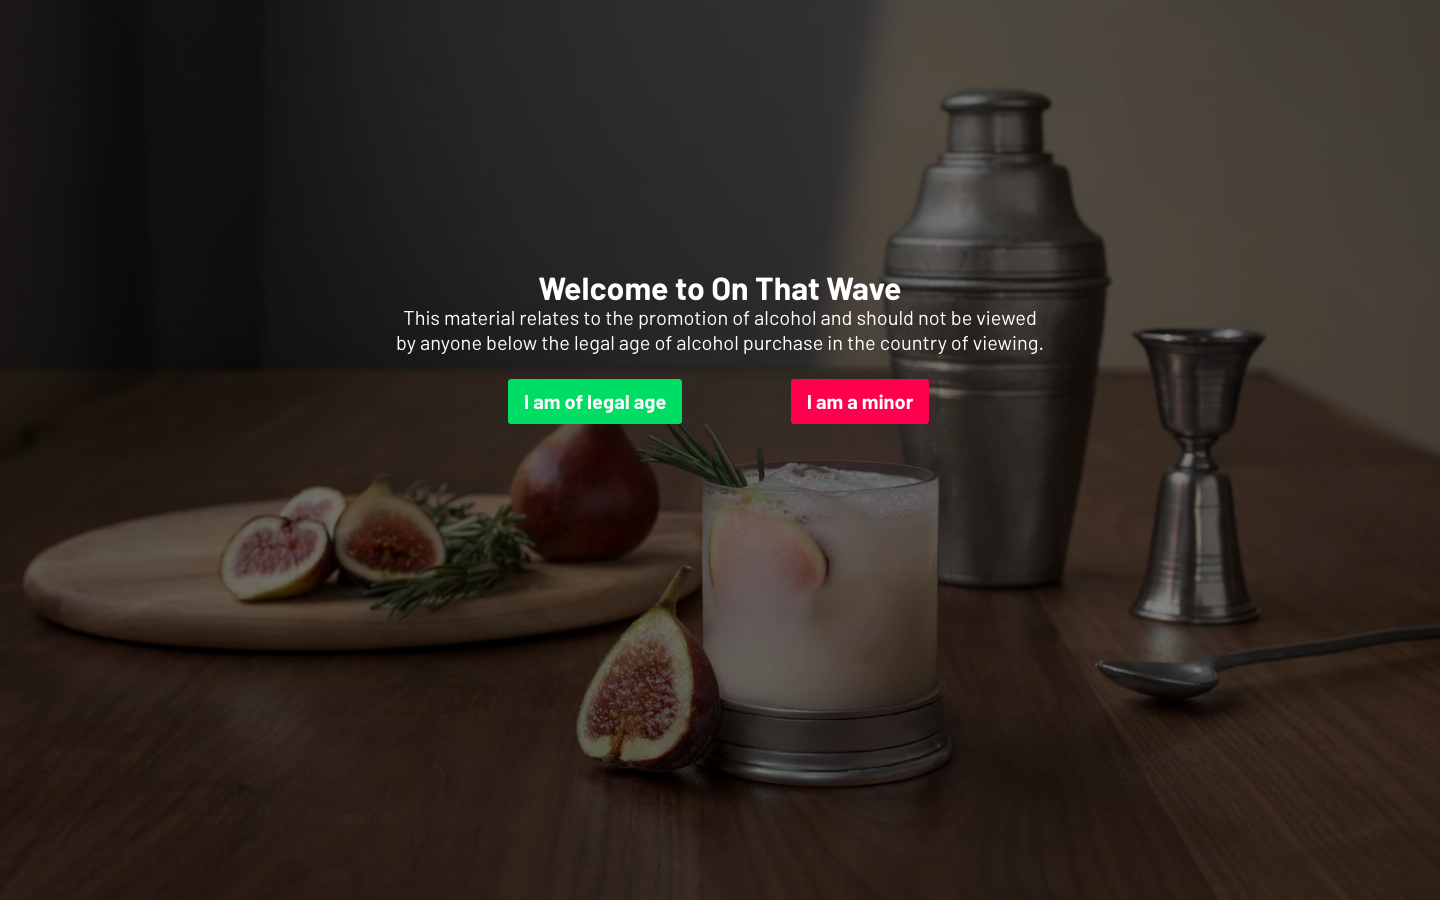 Welcome to On That Wave
This material relates to the promotion of alcohol and should not be viewed
by anyone below the legal age of alcohol purchase in the country of viewing.
I am of legal age
I am a minor